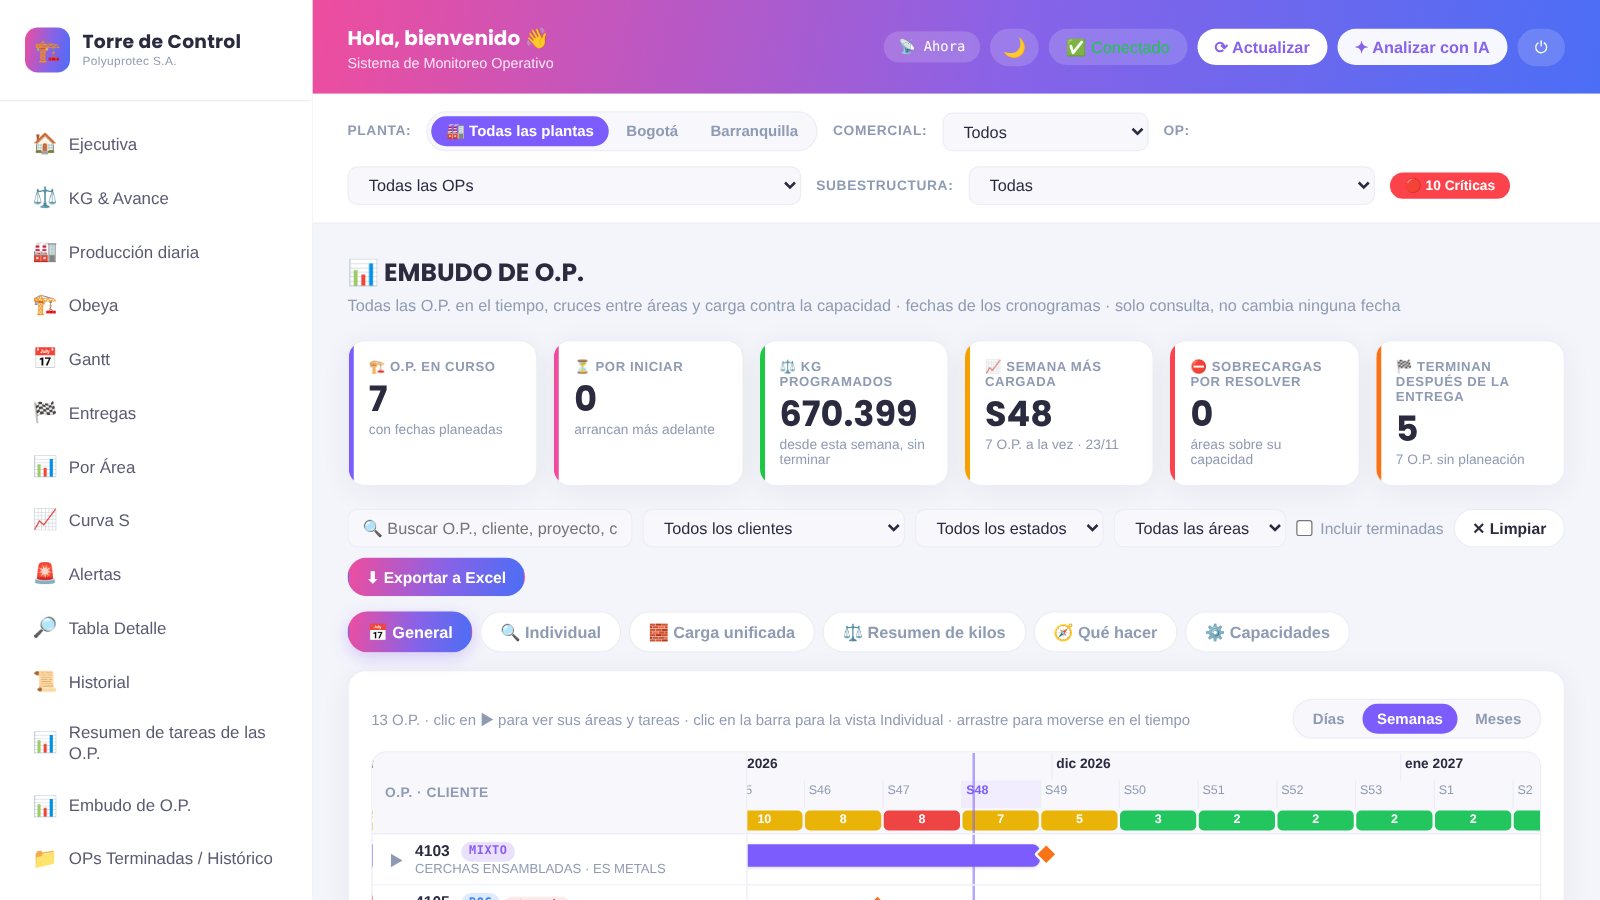 Torre de Control
Polyuprotec S.A.
Ejecutiva
KG & Avance
Producción diaria
Obeya
Gantt
Entregas
Por Área
Curva S
Alertas
Tabla Detalle
Historial
Resumen de tareas de las
O.P.
Embudo de O.P.
OPs Terminadas / Histórico
Hola, bienvenido 👋
Sistema de Monitoreo Operativo
Ahora
Conectado
⟳ Actualizar
✦ Analizar con IA
PLANTA: Todas las plantas Bogotá Barranquilla COMERCIAL: Todos OP:
Todas las OPs SUBESTRUCTURA: Todas 10 Críticas
EMBUDO DE O.P.
Todas las O.P. en el tiempo, cruces entre áreas y carga contra la capacidad · fechas de los cronogramas · solo consulta, no cambia ninguna fecha
O.P. EN CURSO
7
con fechas planeadas
POR INICIAR
0
arrancan más adelante
KG
PROGRAMADOS
670.399
desde esta semana, sin
terminar
SEMANA MÁS
CARGADA
S48
7 O.P. a la vez · 23/11
SOBRECARGAS
POR RESOLVER
0
áreas sobre su
capacidad
TERMINAN
DESPUÉS DE LA
ENTREGA
5
7 O.P. sin planeación
Buscar O.P., cliente, proyecto, c Todos los clientes Todos los estados Todas las áreas Incluir terminadas ✕ Limpiar
⬇ Exportar a Excel
General Individual Carga unificada Resumen de kilos Qué hacer Capacidades
13 O.P. · clic en ▶ para ver sus áreas y tareas · clic en la barra para la vista Individual · arrastre para moverse en el tiempo
Días Semanas Meses
O.P. · CLIENTE
2026 dic 2026 ene 2027
S46 S47 S48 S49 S50 S51 S52 S53 S1 S2
10 8 8 7 5 3 2 2 2 2
4103 MIXTO
CERCHAS ENSAMBLADAS · ES METALS